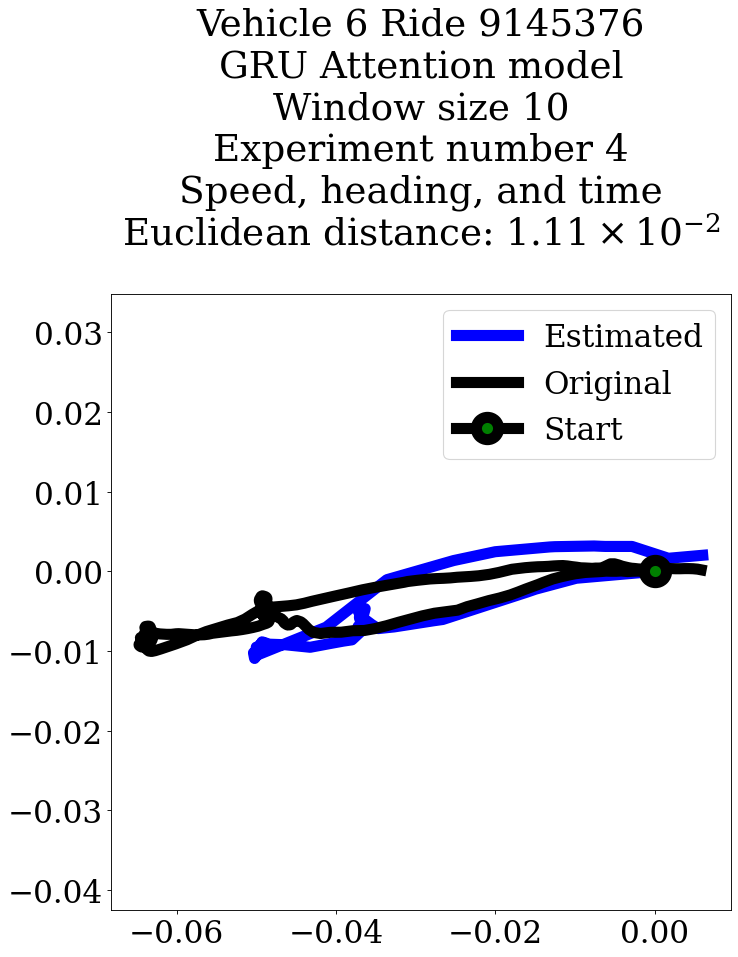 Vehicle 6 Ride 9145376
GRU Attention model
Window size 10
Experiment number 4
Speed, heading, and time
Euclidean distance: 1.11 × 10⁻²
Estimated
Original
Start
0.03
0.02
0.01
0.00
−0.01
−0.02
−0.03
−0.04
−0.06 −0.04 −0.02 0.00